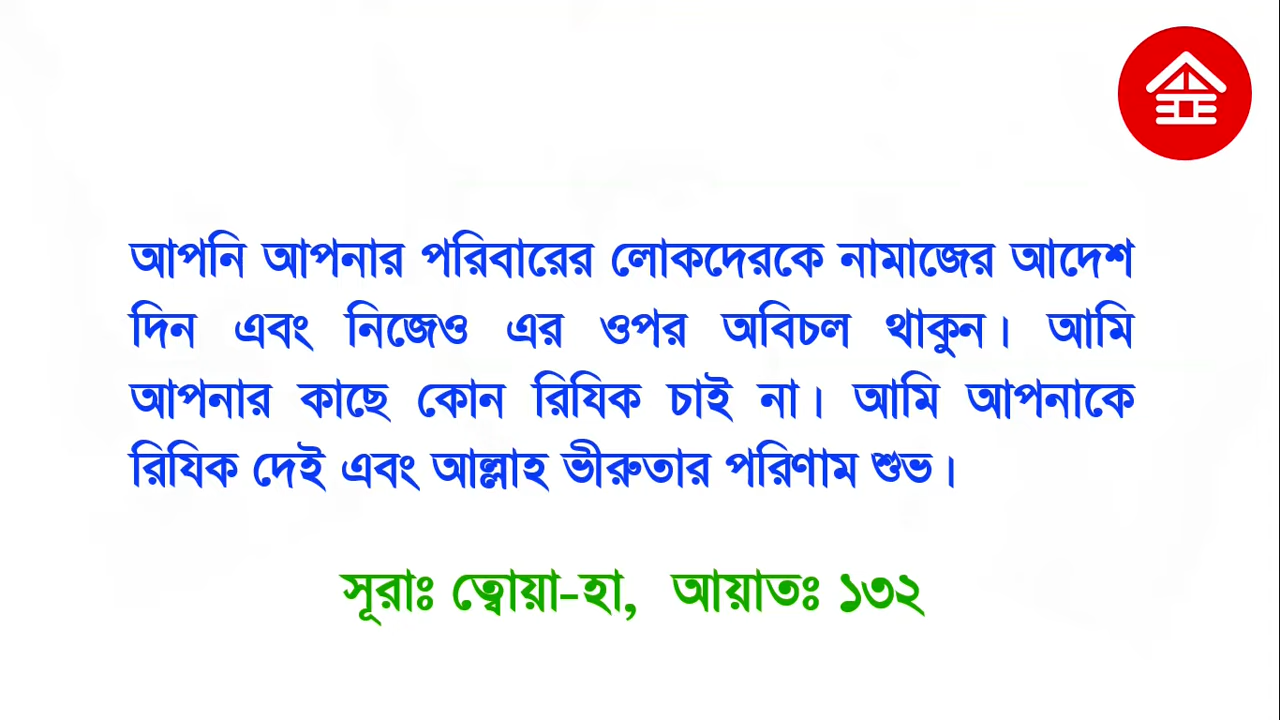 আপনি আপনার পরিবারের লোকদেরকে নামাজের আদেশ
দিন এবং নিজেও এর ওপর অবিচল থাকুন। আমি
আপনার কাছে কোন রিযিক চাই না। আমি আপনাকে
রিযিক দেই এবং আল্লাহ ভীরুতার পরিণাম শুভ।
সূরাঃ ত্বোয়া-হা, আয়াতঃ ১৩২